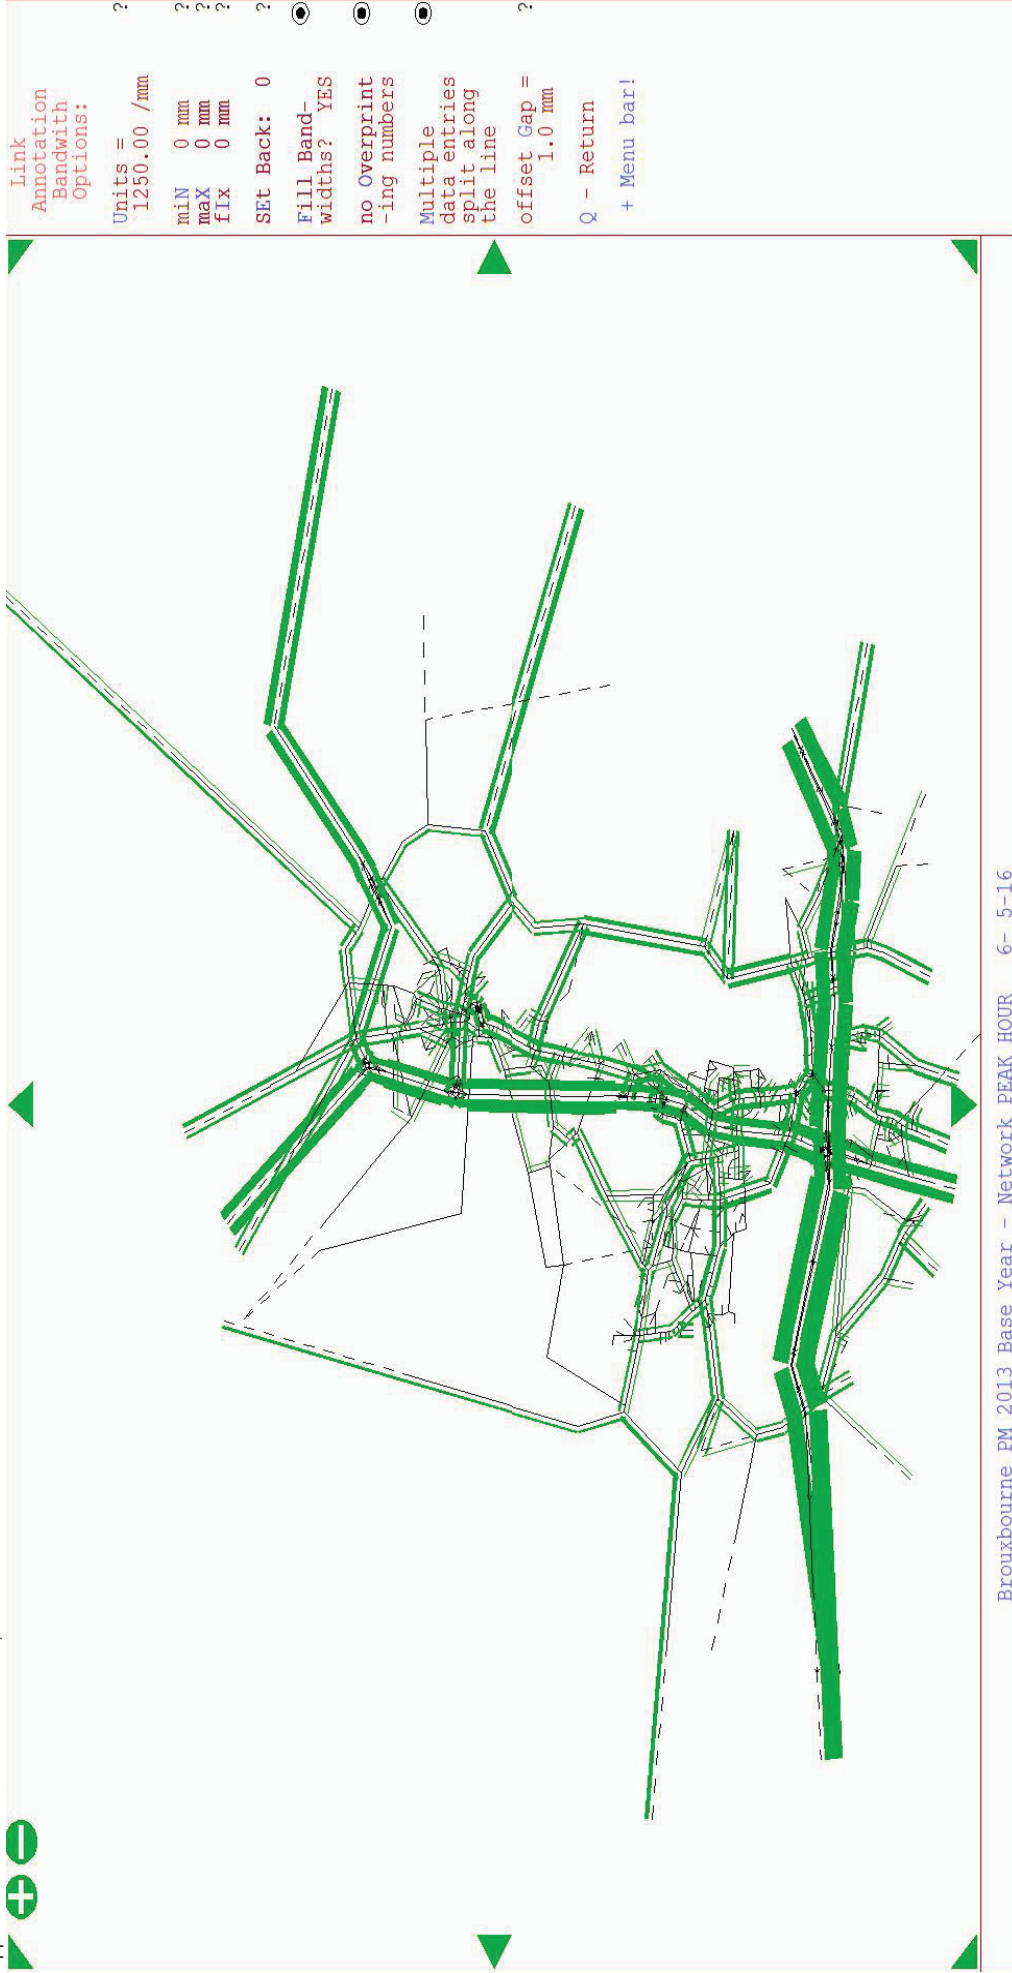 Link
Annotation
Bandwith
Options:
Units = ?
1250.00 /mm
miN 0 mm ?
maX 0 mm ?
fIx 0 mm ?
SEt Back: 0 ?
Fill Band-
widths? YES
no Overprint
-ing numbers
Multiple
data entries
split along
the line
offset Gap = ?
1.0 mm
Q - Return
+ Menu bar!
Brouxbourne PM 2013 Base Year - Network PEAK HOUR 6- 5-16